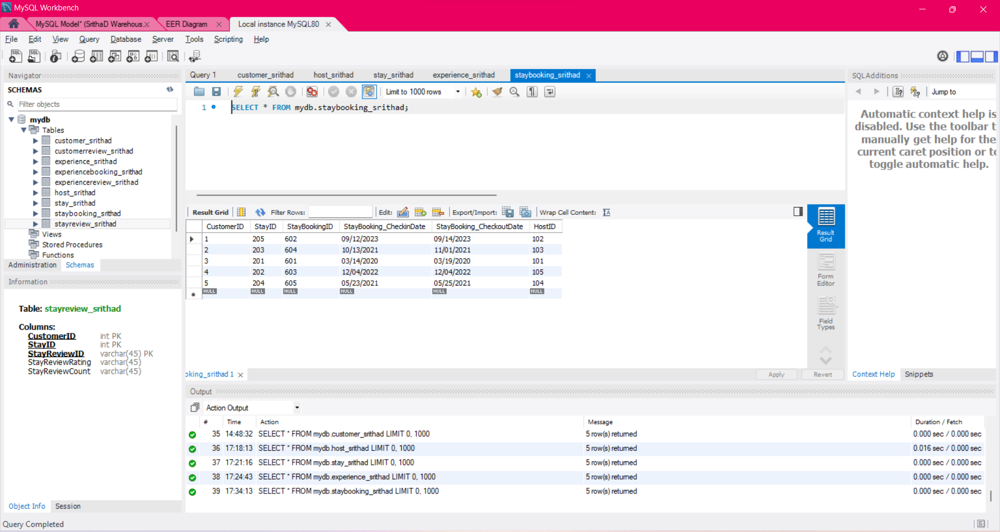 MySQL Workbench
MySQL Model* (SrithaD Warehous.× EER Diagram × Local instance MySQL80 ×
File Edit View Query Database Server Tools Scripting Help
Navigator
SCHEMAS
Filter objects
mydb
Tables
customer_srithad
customerreview_srithad
experience_srithad
experiencebooking_srithad
experiencereview_srithad
host_srithad
stay_srithad
staybooking_srithad
stayreview_srithad
Views
Stored Procedures
Functions
Administration Schemas
Information
Table: stayreview_srithad
Columns:
CustomerID int PK
StayID int PK
StayReviewID varchar(45) PK
StayReviewRating varchar(45)
StayReviewCount varchar(45)
Object Info Session
Query 1 customer_srithad host_srithad stay_srithad experience_srithad staybooking_srithad ×
Limit to 1000 rows
1 SELECT * FROM mydb.staybooking_srithad;
Result Grid Filter Rows: Edit: Export/Import: Wrap Cell Content:
CustomerID StayID StayBookingID StayBooking_CheckinDate StayBooking_CheckoutDate HostID
1 205 602 09/12/2023 09/14/2023 102
2 203 604 10/13/2021 11/01/2021 103
3 201 601 03/14/2020 03/19/2020 101
4 202 603 12/04/2022 12/04/2022 105
5 204 605 05/23/2021 05/25/2021 104
NULL NULL NULL NULL NULL NULL
Result
Grid
Form
Editor
Field
Types
oking_srithad 1 × Apply Revert
SQLAdditions
Jump to
Automatic context help is
disabled. Use the toolbar t
manually get help for the
current caret position or to
toggle automatic help.
Context Help Snippets
Output
Action Output
# Time Action Message Duration / Fetch
35 14:48:32 SELECT * FROM mydb.customer_srithad LIMIT 0, 1000 5 row(s) returned 0.000 sec / 0.000 sec
36 17:18:13 SELECT * FROM mydb.host_srithad LIMIT 0, 1000 5 row(s) returned 0.016 sec / 0.000 sec
37 17:21:16 SELECT * FROM mydb.stay_srithad LIMIT 0, 1000 5 row(s) returned 0.000 sec / 0.000 sec
38 17:24:43 SELECT * FROM mydb.experience_srithad LIMIT 0, 1000 5 row(s) returned 0.000 sec / 0.000 sec
39 17:34:13 SELECT * FROM mydb.staybooking_srithad LIMIT 0, 1000 5 row(s) returned 0.000 sec / 0.000 sec
Query Completed